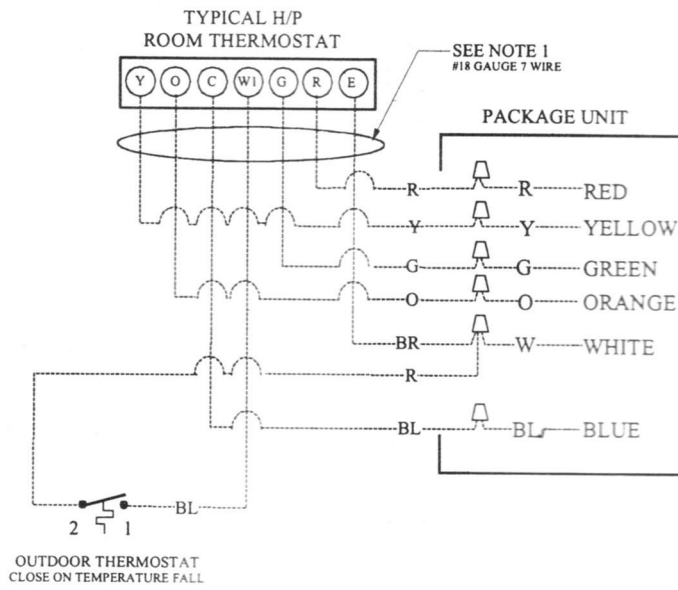 TYPICAL H/P
ROOM THERMOSTAT
Y O C W1 G R E
SEE NOTE 1
#18 GAUGE 7 WIRE
PACKAGE UNIT
R R RED
Y Y YELLOW
G G GREEN
O O ORANGE
BR W WHITE
R
BL BL BLUE
BL
2 1
OUTDOOR THERMOSTAT
CLOSE ON TEMPERATURE FALL